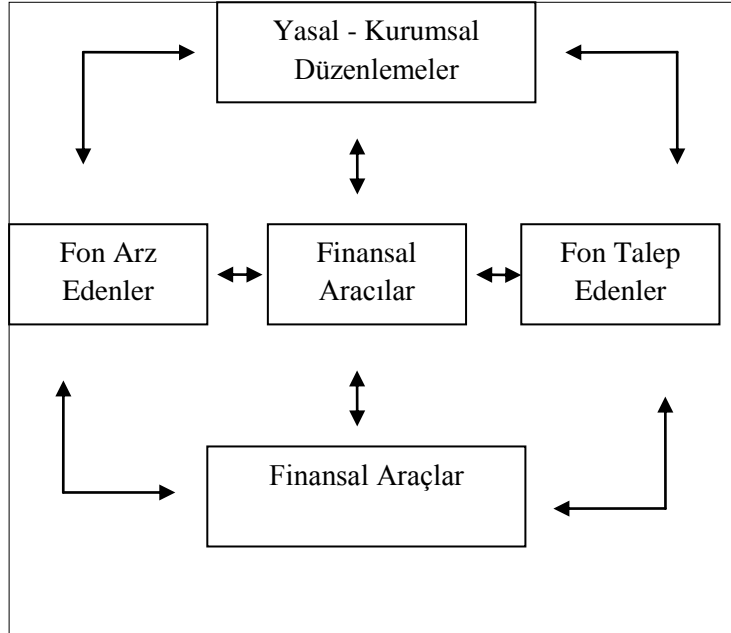 Yasal - Kurumsal
Düzenlemeler
Fon Arz
Edenler
Finansal
Aracılar
Fon Talep
Edenler
Finansal Araçlar